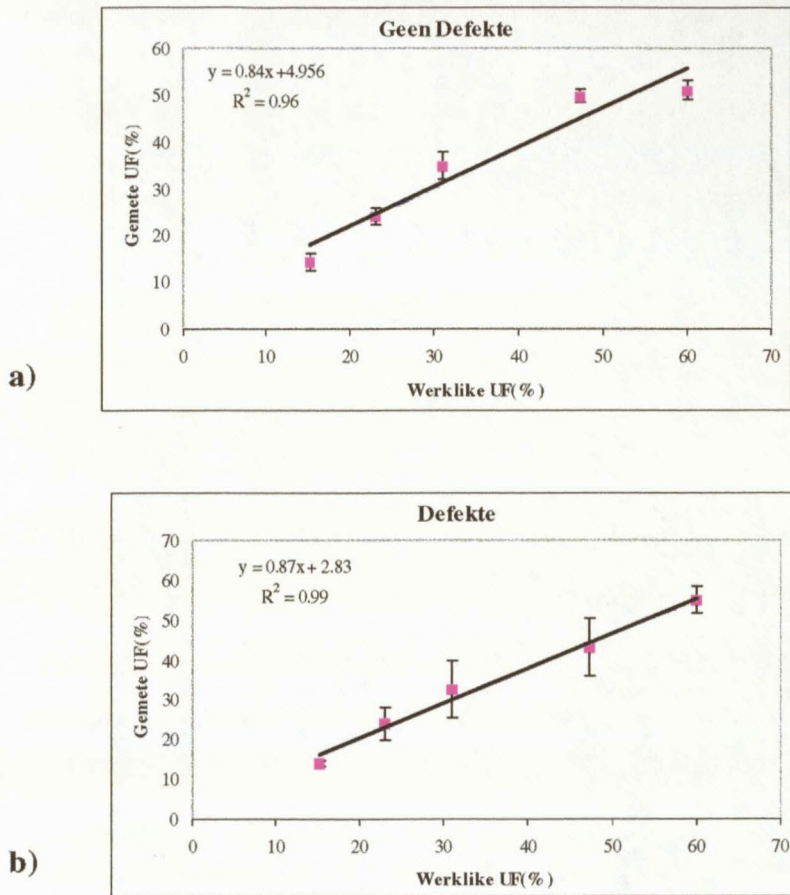 Geen Defekte
y = 0.84x +4.956
R² = 0.96
Gemete UF(%)
60
50
40
30
20
10
0
0 10 20 30 40 50 60 70
Werklike UF(%)
a)
Defekte
y = 0.87x + 2.83
R² = 0.99
Gemete UF(%)
70
60
50
40
30
20
10
0
0 10 20 30 40 50 60 70
Werklike UF(%)
b)